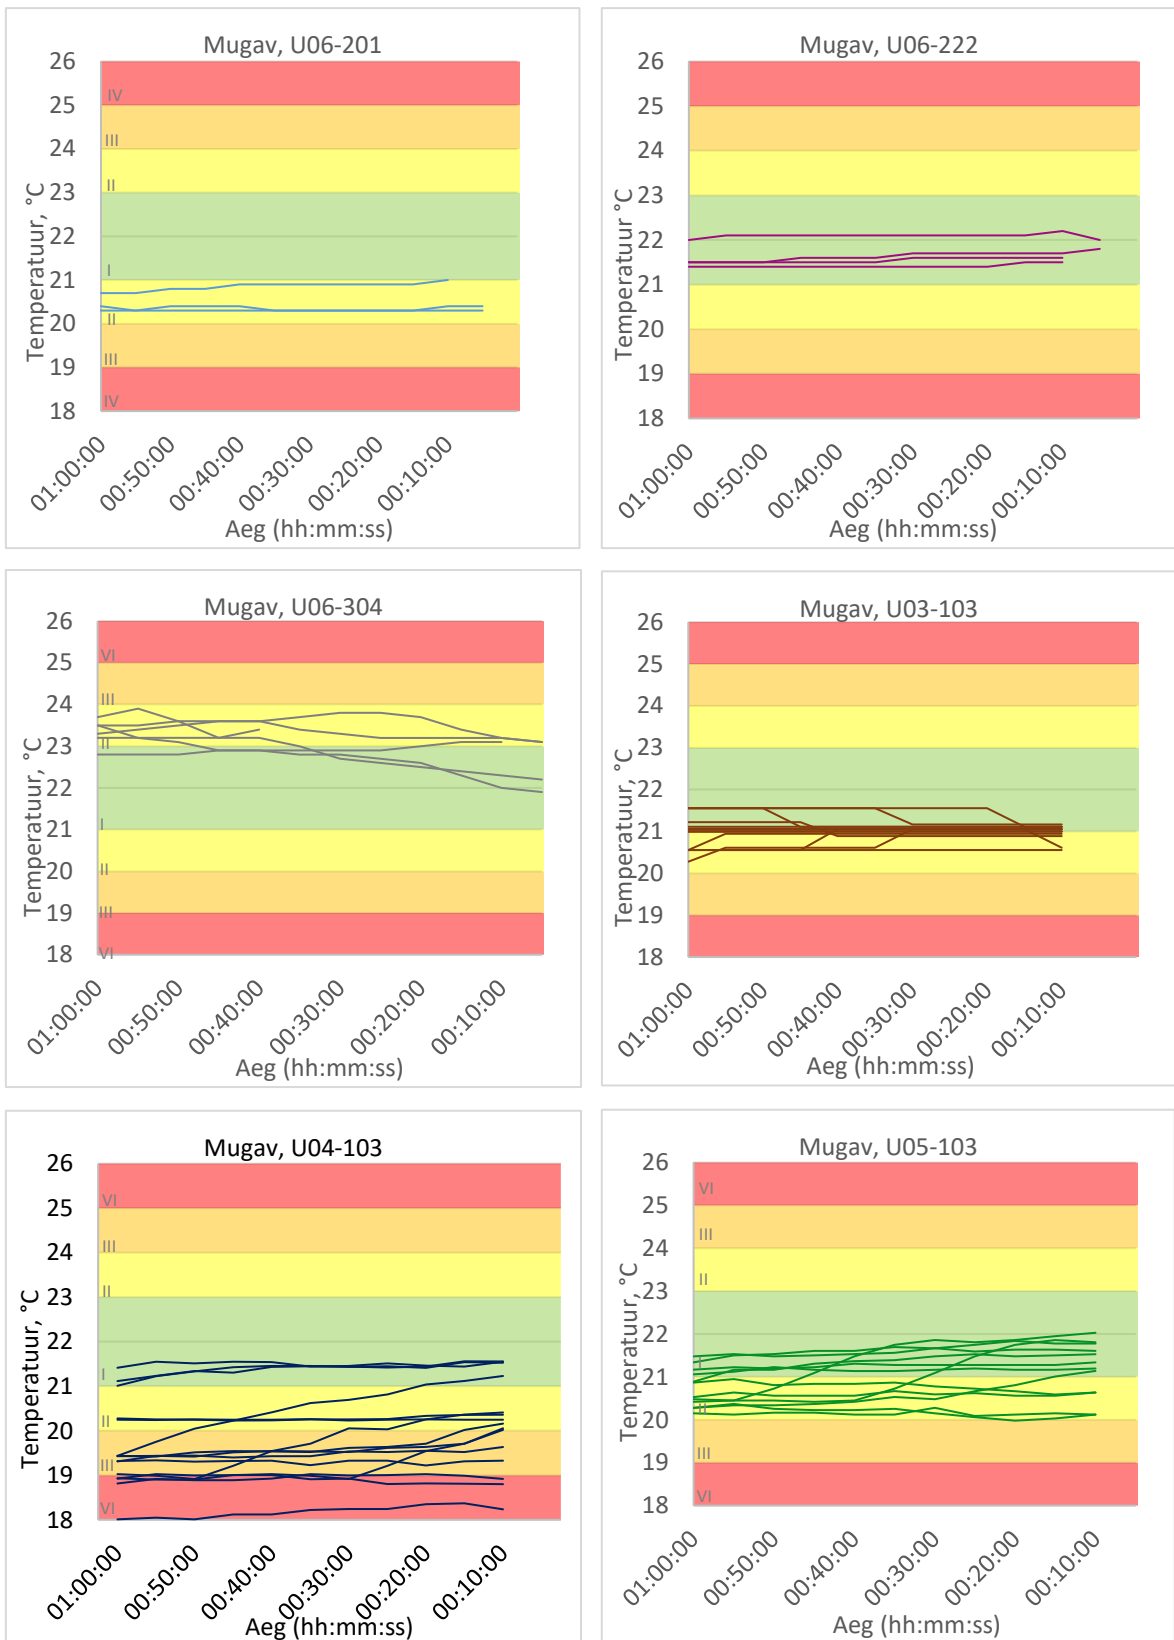 Mugav, U06-201
26
25
24
23
22
21
20
19
18
IV
III
II
I
II
III
IV
Temperatuur, °C
01:00:00
00:50:00
00:40:00
00:30:00
00:20:00
00:10:00
Aeg (hh:mm:ss)
Mugav, U06-222
26
25
24
23
22
21
20
19
18
Temperatuur °C
01:00:00
00:50:00
00:40:00
00:30:00
00:20:00
00:10:00
Aeg (hh:mm:ss)
Mugav, U06-304
26
25
24
23
22
21
20
19
18
VI
III
II
I
II
III
VI
Temperatuur, °C
01:00:00
00:50:00
00:40:00
00:30:00
00:20:00
00:10:00
Aeg (hh:mm:ss)
Mugav, U03-103
26
25
24
23
22
21
20
19
18
Temperatuur, °C
01:00:00
00:50:00
00:40:00
00:30:00
00:20:00
00:10:00
Aeg (hh:mm:ss)
Mugav, U04-103
26
25
24
23
22
21
20
19
18
VI
III
II
I
II
III
VI
Temperatuur, °C
01:00:00
00:50:00
00:40:00
00:30:00
00:20:00
00:10:00
Aeg (hh:mm:ss)
Mugav, U05-103
26
25
24
23
22
21
20
19
18
VI
III
II
I
II
III
VI
Temperatuur, °C
01:00:00
00:50:00
00:40:00
00:30:00
00:20:00
00:10:00
Aeg (hh:mm:ss)